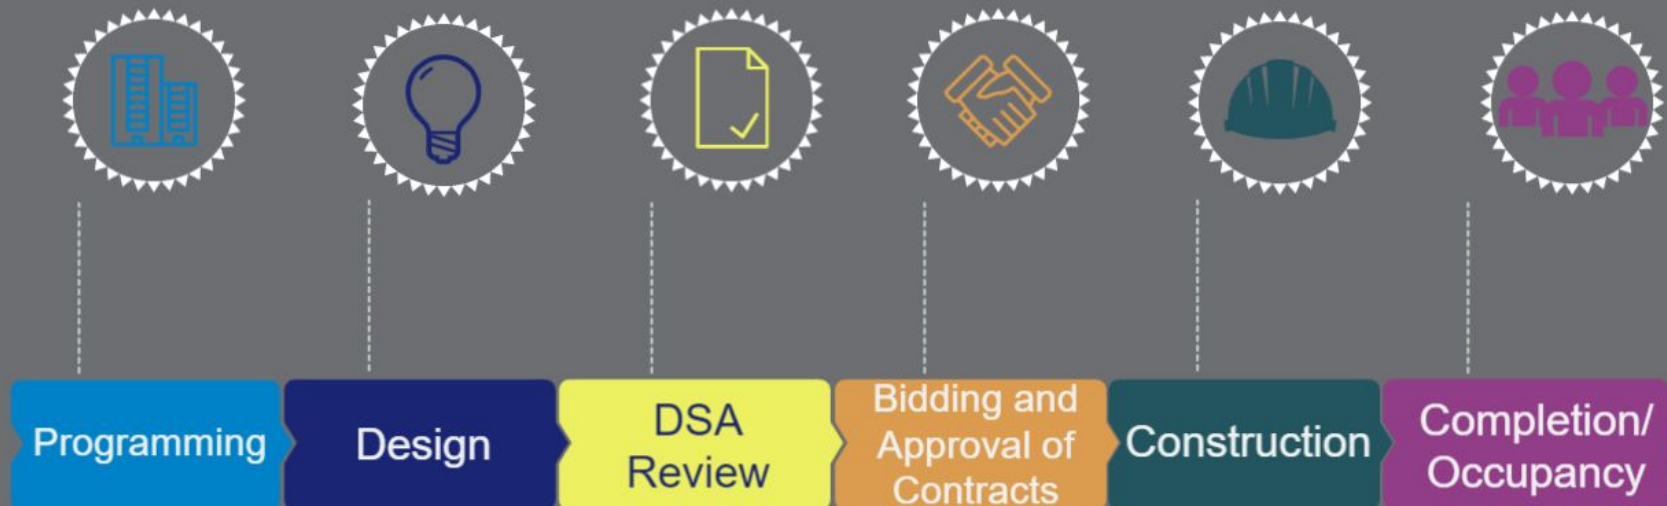 Programming
Design
DSA
Review
Bidding and
Approval of
Contracts
Construction
Completion/
Occupancy